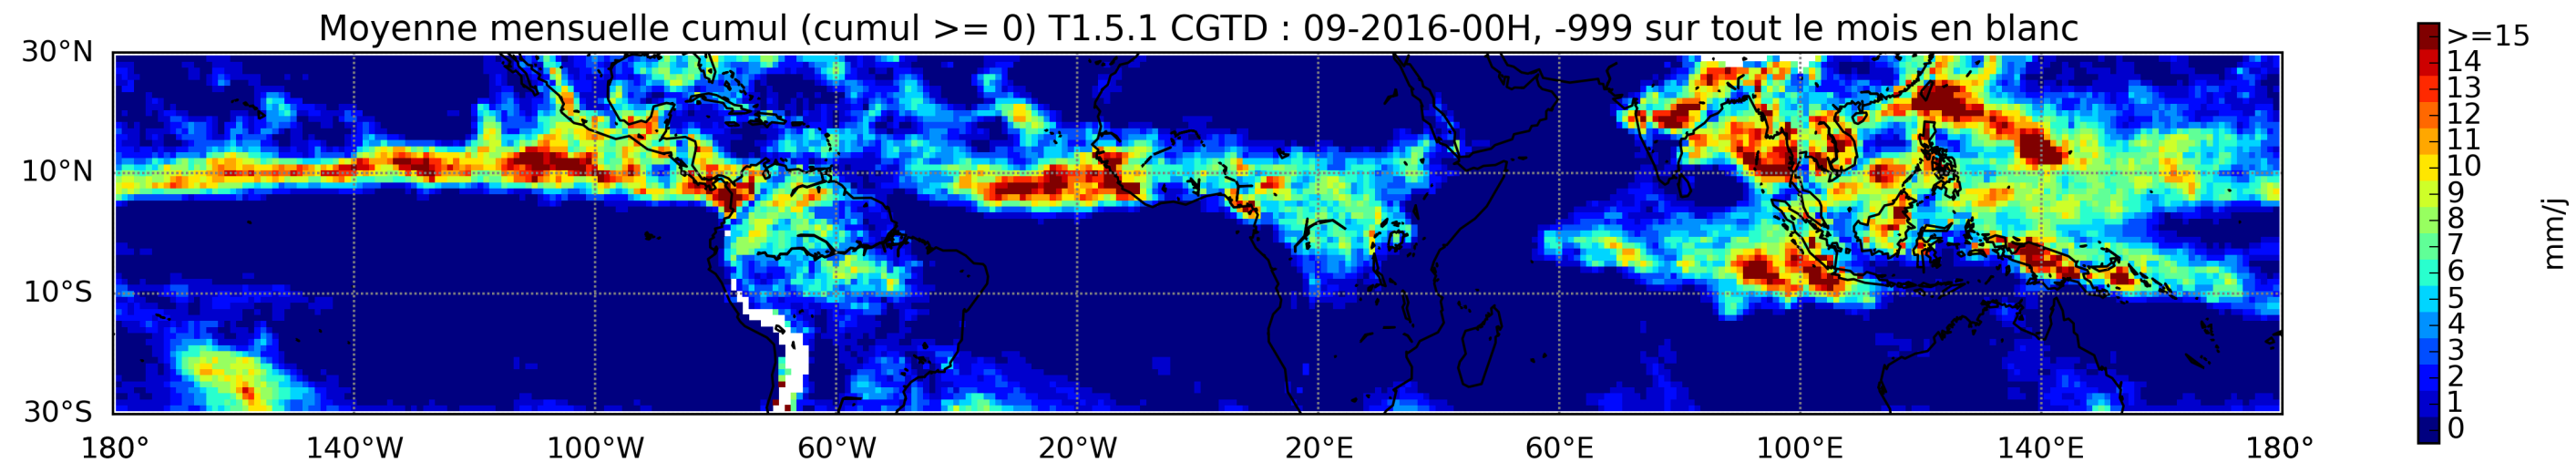 Moyenne mensuelle cumul (cumul >= 0) T1.5.1 CGTD : 09-2016-00H, -999 sur tout le mois en blanc
30°N
10°N
10°S
30°S
180°
140°W
100°W
60°W
20°W
20°E
60°E
100°E
140°E
180°
>=15
14
13
12
11
10
9
8
7
6
5
4
3
2
1
0
mm/j